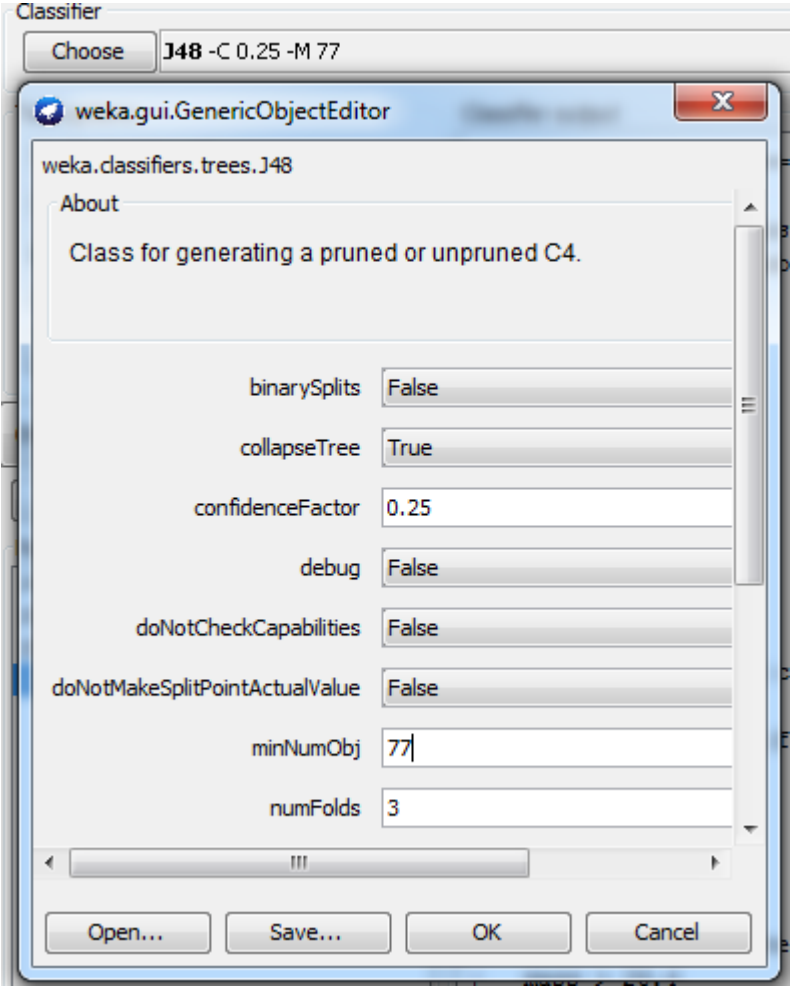 Classifier
Choose J48 -C 0.25 -M 77
weka.gui.GenericObjectEditor
weka.classifiers.trees.J48
About
Class for generating a pruned or unpruned C4.
binarySplits False
collapseTree True
confidenceFactor 0.25
debug False
doNotCheckCapabilities False
doNotMakeSplitPointActualValue False
minNumObj 77
numFolds 3
Open... Save... OK Cancel